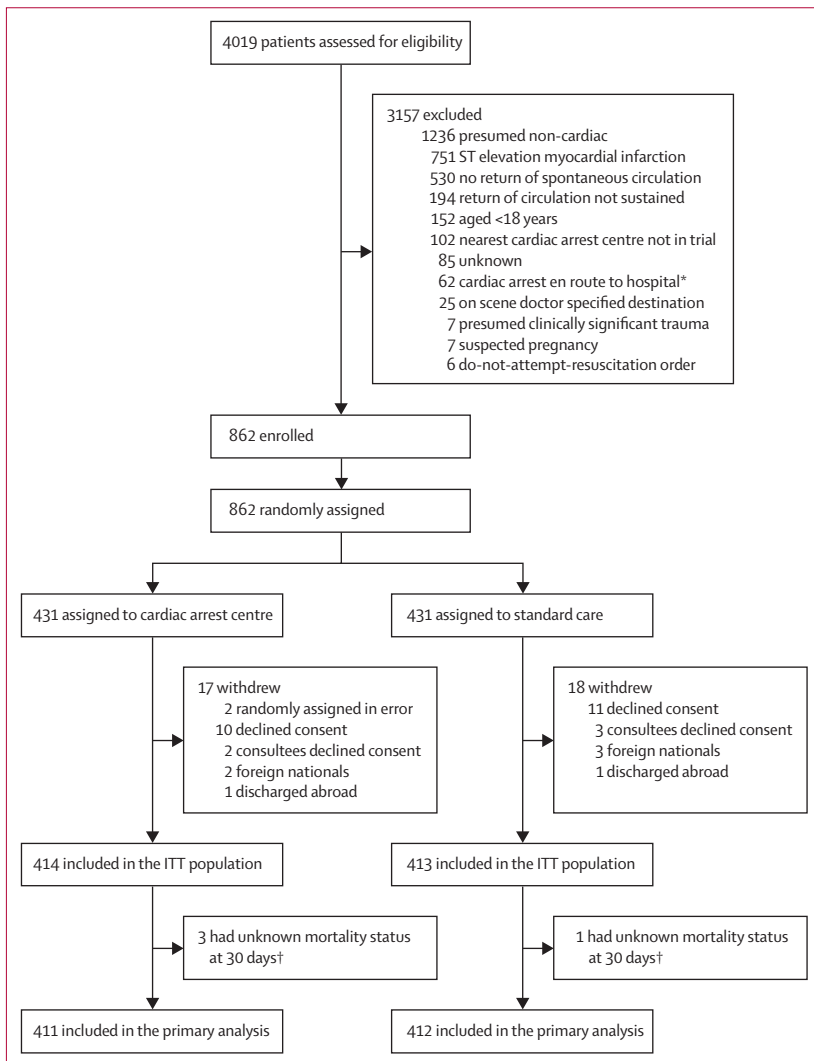 4019 patients assessed for eligibility
3157 excluded
1236 presumed non-cardiac
751 ST elevation myocardial infarction
530 no return of spontaneous circulation
194 return of circulation not sustained
152 aged <18 years
102 nearest cardiac arrest centre not in trial
85 unknown
62 cardiac arrest en route to hospital*
25 on scene doctor specified destination
7 presumed clinically significant trauma
7 suspected pregnancy
6 do-not-attempt-resuscitation order
862 enrolled
862 randomly assigned
431 assigned to cardiac arrest centre
431 assigned to standard care
17 withdrew
2 randomly assigned in error
10 declined consent
2 consultees declined consent
2 foreign nationals
1 discharged abroad
18 withdrew
11 declined consent
3 consultees declined consent
3 foreign nationals
1 discharged abroad
414 included in the ITT population
413 included in the ITT population
3 had unknown mortality status
at 30 days†
1 had unknown mortality status
at 30 days†
411 included in the primary analysis
412 included in the primary analysis